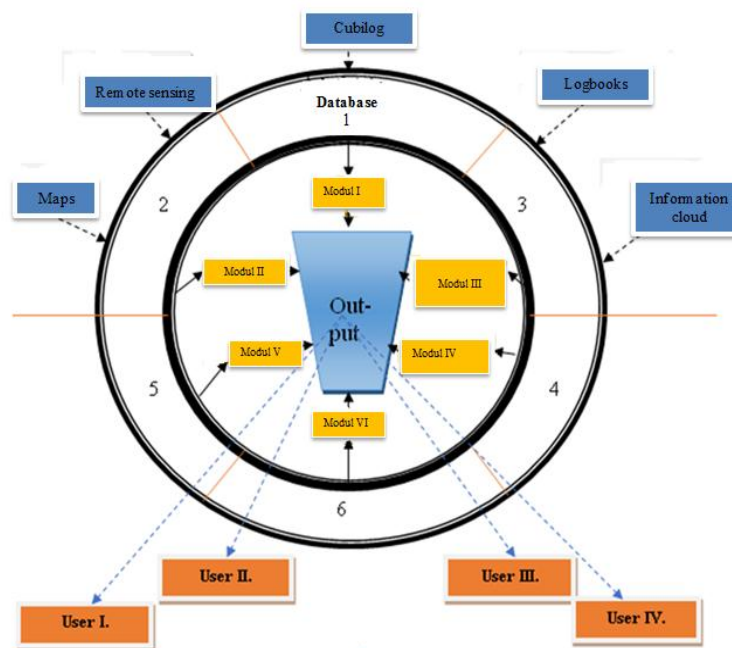 Cubilog
Remote sensing
Logbooks
Database
1
Maps
2
Modul I
3
Information
cloud
Modul II
Modul III
Out-
put
Modul V
Modul IV
5
4
Modul VI
6
User II.
User III.
User I.
User IV.